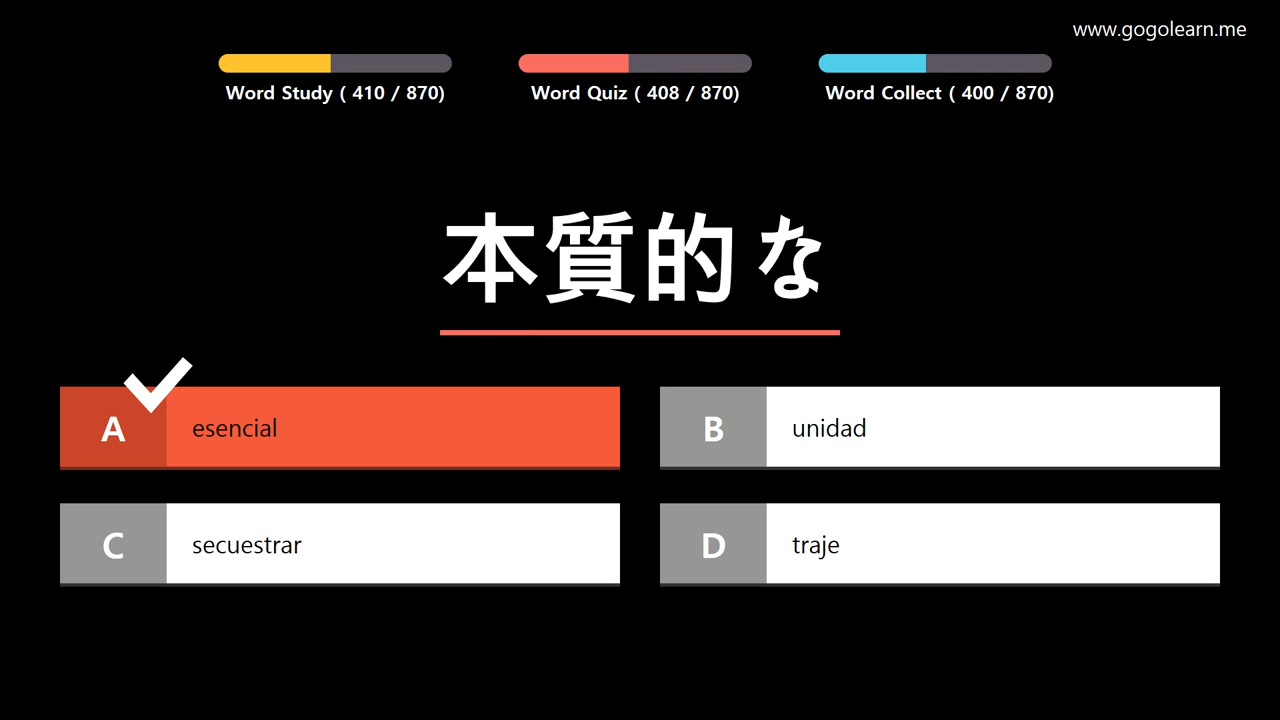 www.gogolearn.me
Word Study ( 410 / 870)
Word Quiz ( 408 / 870)
Word Collect ( 400 / 870)
本質的な
A esencial
B unidad
C secuestrar
D traje